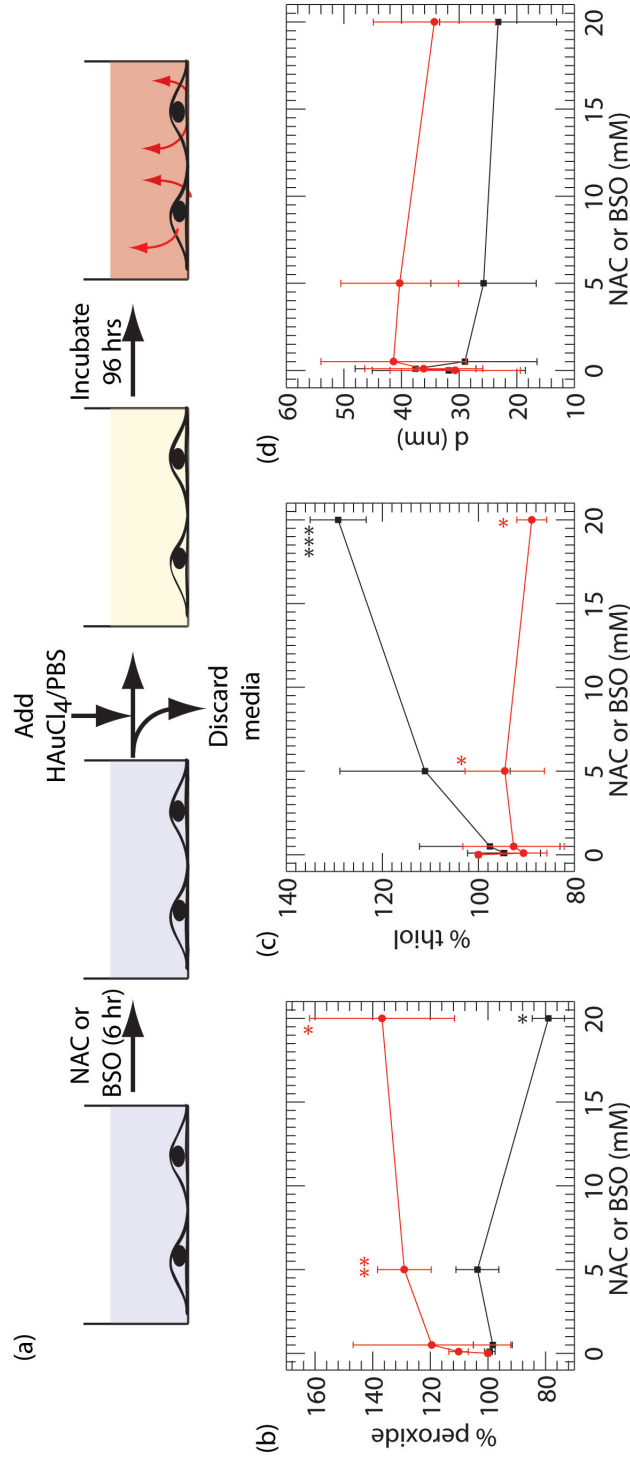 (a)
NAC or
BSO (6 hr)
Add
HAuCl4/PBS
Discard
media
Incubate
96 hrs
(b)
% peroxide
160
140
120
100
80
**
*
*
0
5
10
15
20
NAC or BSO (mM)
(c)
% thiol
140
120
100
80
*
***
*
0
5
10
15
20
NAC or BSO (mM)
(d)
d (nm)
60
50
40
30
20
10
0
5
10
15
20
NAC or BSO (mM)